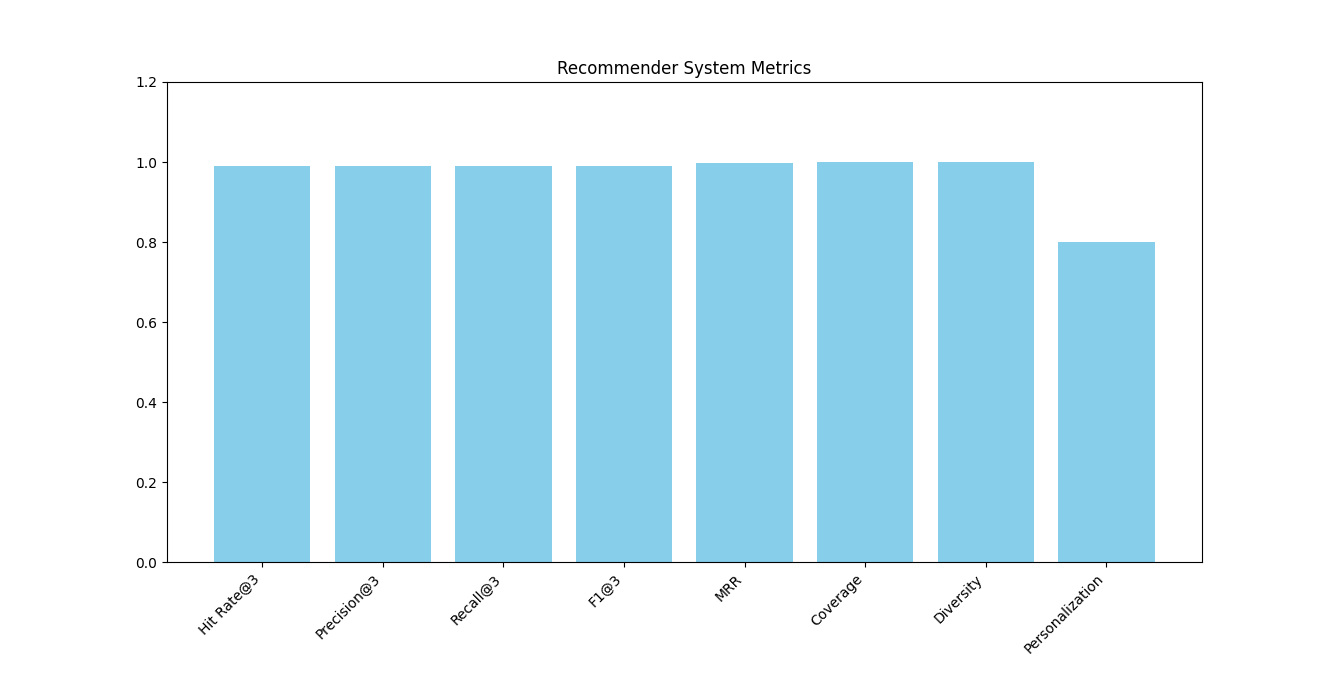 Recommender System Metrics
1.2
1.0
0.8
0.6
0.4
0.2
0.0
Hit Rate@3
Precision@3
Recall@3
F1@3
MRR
Coverage
Diversity
Personalization